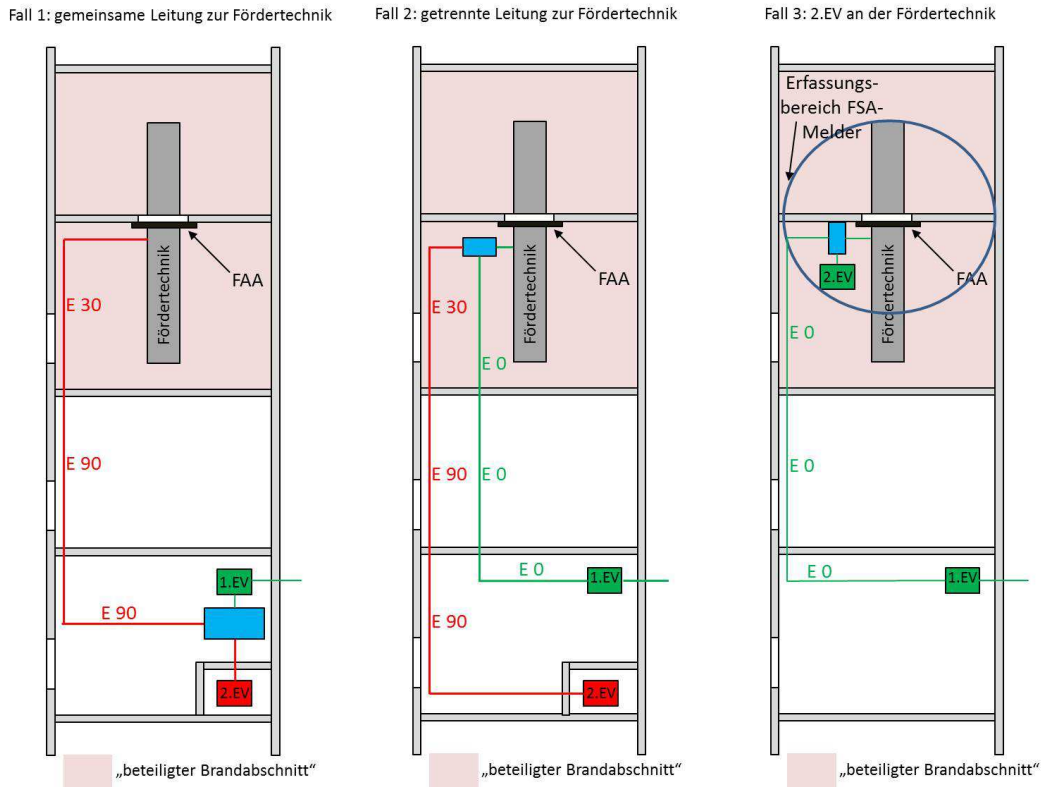 Fall 1: gemeinsame Leitung zur Fördertechnik
Fördertechnik
FAA
E 30
E 90
1.EV
E 90
2.EV
„beteiligter Brandabschnitt“
Fall 2: getrennte Leitung zur Fördertechnik
Fördertechnik
FAA
E 30
E 0
E 90
E 0
E 0
1.EV
E 90
2.EV
„beteiligter Brandabschnitt“
Fall 3: 2.EV an der Fördertechnik
Erfassungs-
bereich FSA-
Melder
Fördertechnik
2.EV
FAA
E 0
E 0
E 0
1.EV
„beteiligter Brandabschnitt“